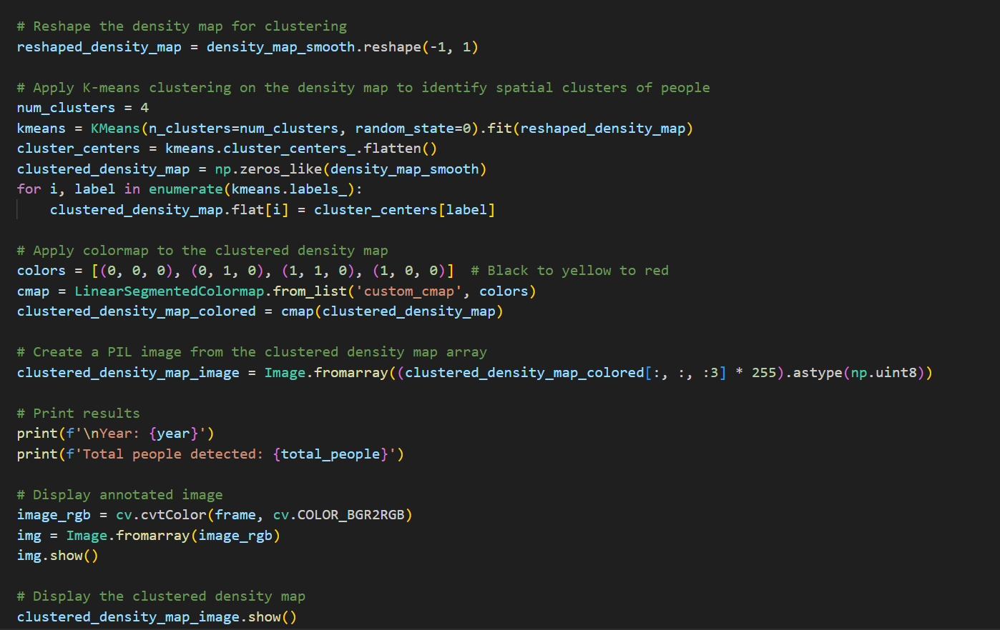 # Reshape the density map for clustering
reshaped_density_map = density_map_smooth.reshape(-1, 1)

# Apply K-means clustering on the density map to identify spatial clusters of people
num_clusters = 4
kmeans = KMeans(n_clusters=num_clusters, random_state=0).fit(reshaped_density_map)
cluster_centers = kmeans.cluster_centers_.flatten()
clustered_density_map = np.zeros_like(density_map_smooth)
for i, label in enumerate(kmeans.labels_):
    clustered_density_map.flat[i] = cluster_centers[label]

# Apply colormap to the clustered density map
colors = [(0, 0, 0), (0, 1, 0), (1, 1, 0), (1, 0, 0)]  # Black to yellow to red
cmap = LinearSegmentedColormap.from_list('custom_cmap', colors)
clustered_density_map_colored = cmap(clustered_density_map)

# Create a PIL image from the clustered density map array
clustered_density_map_image = Image.fromarray((clustered_density_map_colored[:, :, :3] * 255).astype(np.uint8))

# Print results
print(f'\nYear: {year}')
print(f'Total people detected: {total_people}')

# Display annotated image
image_rgb = cv.cvtColor(frame, cv.COLOR_BGR2RGB)
img = Image.fromarray(image_rgb)
img.show()

# Display the clustered density map
clustered_density_map_image.show()